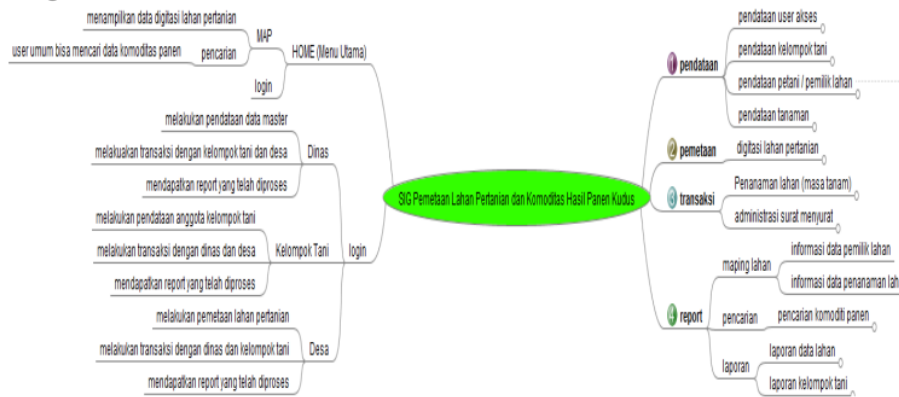 menampilkan data digitasi lahan pertanian
MAP
user umum bisa mencari data komoditas panen
pencarian
HOME (Menu Utama)
login
melakukan pendataan data master
melakuakan transaksi dengan kelompok tani dan desa
Dinas
mendapatkan report yang telah diproses
melakukan pendataan anggota kelompok tani
melakukan transaksi dengan dinas dan desa
Kelompok Tani
login
mendapatkan report yang telah diproses
melakukan pemetaan lahan pertanian
melakukan transaksi dengan dinas dan kelompok tani
Desa
mendapatkan report yang telah diproses
SIG Pemetaan Lahan Pertanian dan Komoditas Hasil Panen Kudus
1 pendataan
pendataan user akses
pendataan kelompok tani
pendataan petani / pemilik lahan
pendataan tanaman
2 pemetaan
digitasi lahan pertanian
3 transaksi
Penanaman lahan (masa tanam)
administrasi surat menyurat
4 report
maping lahan
informasi data pemilik lahan
informasi data penanaman lah
pencarian
pencarian komoditi panen
laporan
laporan data lahan
laporan kelompok tani